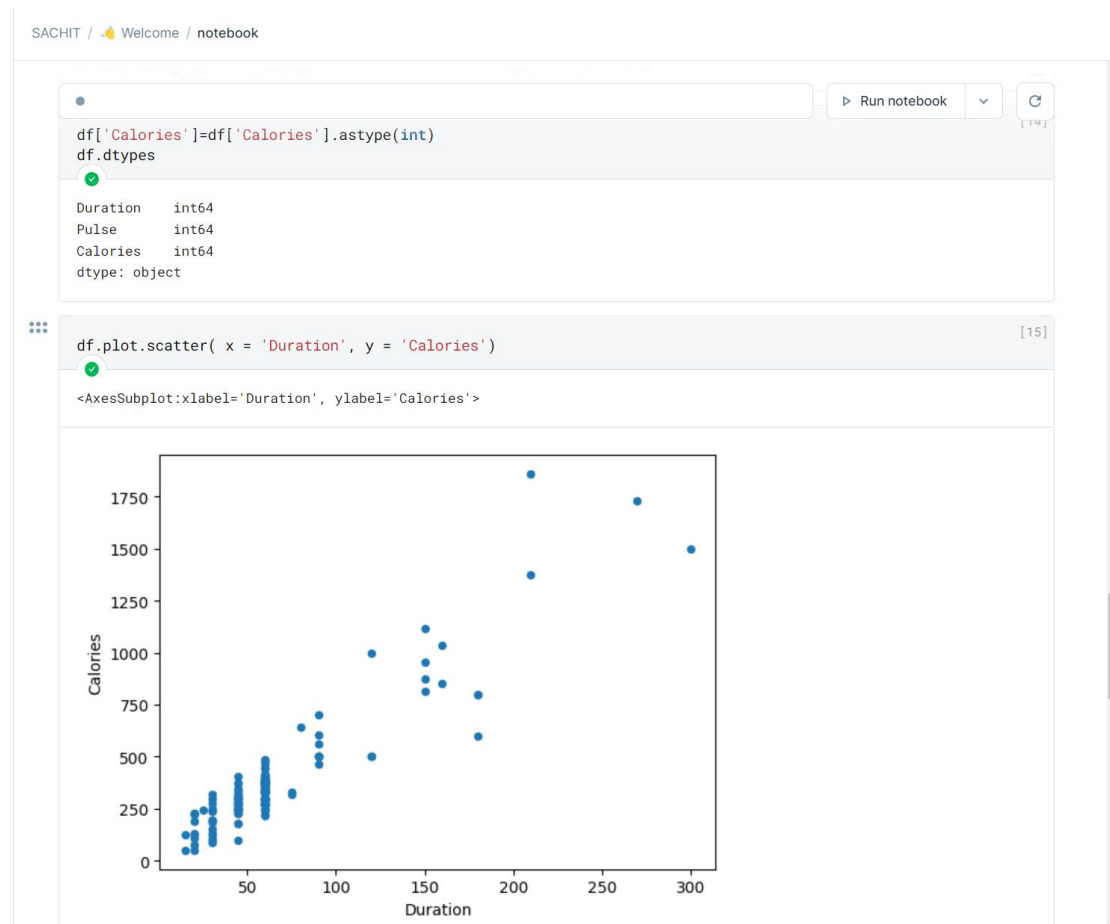 SACHIT / 👋 Welcome / notebook
Run notebook
[14]
df['Calories']=df['Calories'].astype(int)
df.dtypes
Duration    int64
Pulse       int64
Calories    int64
dtype: object
[15]
df.plot.scatter( x = 'Duration', y = 'Calories')
<AxesSubplot:xlabel='Duration', ylabel='Calories'>
1750
1500
1250
1000
750
500
250
0
Calories
50 100 150 200 250 300
Duration